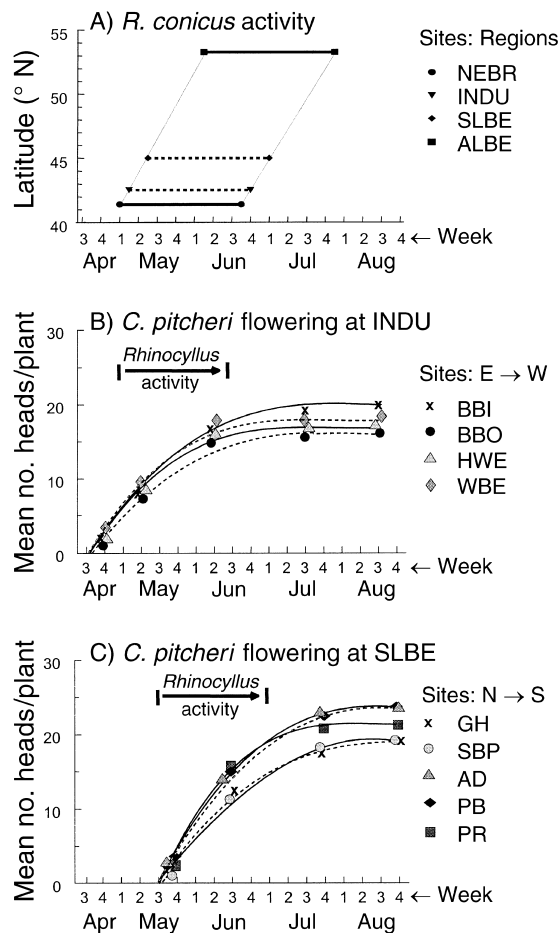 A) R. conicus activity
Latitude (° N)
55
50
45
40
3 4 1 2 3 4 1 2 3 4 1 2 3 4 1 2 3 4 ← Week
Apr May Jun Jul Aug
Sites: Regions
NEBR
INDU
SLBE
ALBE
B) C. pitcheri flowering at INDU
Mean no. heads/plant
30
20
10
0
Rhinocyllus
activity
3 4 1 2 3 4 1 2 3 4 1 2 3 4 1 2 3 4 ← Week
Apr May Jun Jul Aug
Sites: E → W
BBI
BBO
HWE
WBE
C) C. pitcheri flowering at SLBE
Mean no. heads/plant
30
20
10
0
Rhinocyllus
activity
3 4 1 2 3 4 1 2 3 4 1 2 3 4 1 2 3 4 ← Week
Apr May Jun Jul Aug
Sites: N → S
GH
SBP
AD
PB
PR